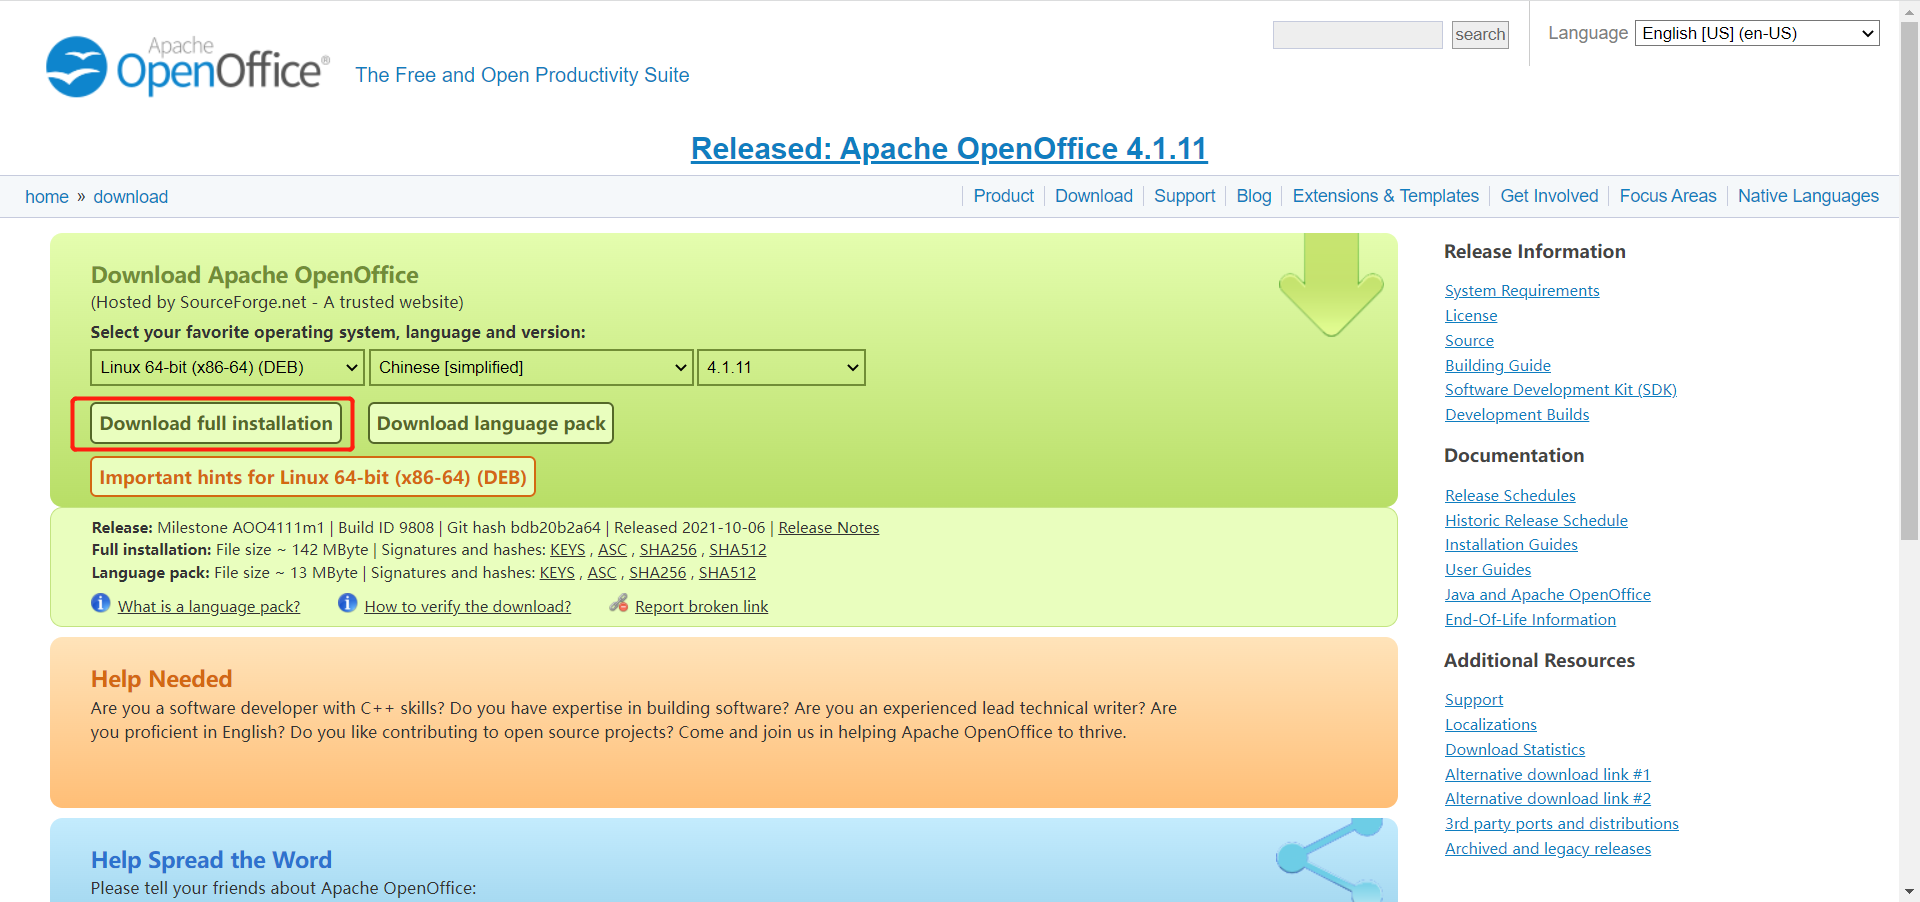 Apache
OpenOffice®
The Free and Open Productivity Suite
search
Language
English [US] (en-US)
Released: Apache OpenOffice 4.1.11
home » download
Product
Download
Support
Blog
Extensions & Templates
Get Involved
Focus Areas
Native Languages
Download Apache OpenOffice
(Hosted by SourceForge.net - A trusted website)
Select your favorite operating system, language and version:
Linux 64-bit (x86-64) (DEB)
Chinese [simplified]
4.1.11
Download full installation
Download language pack
Important hints for Linux 64-bit (x86-64) (DEB)
Release: Milestone AOO4111m1 | Build ID 9808 | Git hash bdb20b2a64 | Released 2021-10-06 | Release Notes
Full installation: File size ~ 142 MByte | Signatures and hashes: KEYS , ASC , SHA256 , SHA512
Language pack: File size ~ 13 MByte | Signatures and hashes: KEYS , ASC , SHA256 , SHA512
What is a language pack?
How to verify the download?
Report broken link
Help Needed
Are you a software developer with C++ skills? Do you have expertise in building software? Are you an experienced lead technical writer? Are
you proficient in English? Do you like contributing to open source projects? Come and join us in helping Apache OpenOffice to thrive.
Help Spread the Word
Please tell your friends about Apache OpenOffice:
Release Information
System Requirements
License
Source
Building Guide
Software Development Kit (SDK)
Development Builds
Documentation
Release Schedules
Historic Release Schedule
Installation Guides
User Guides
Java and Apache OpenOffice
End-Of-Life Information
Additional Resources
Support
Localizations
Download Statistics
Alternative download link #1
Alternative download link #2
3rd party ports and distributions
Archived and legacy releases